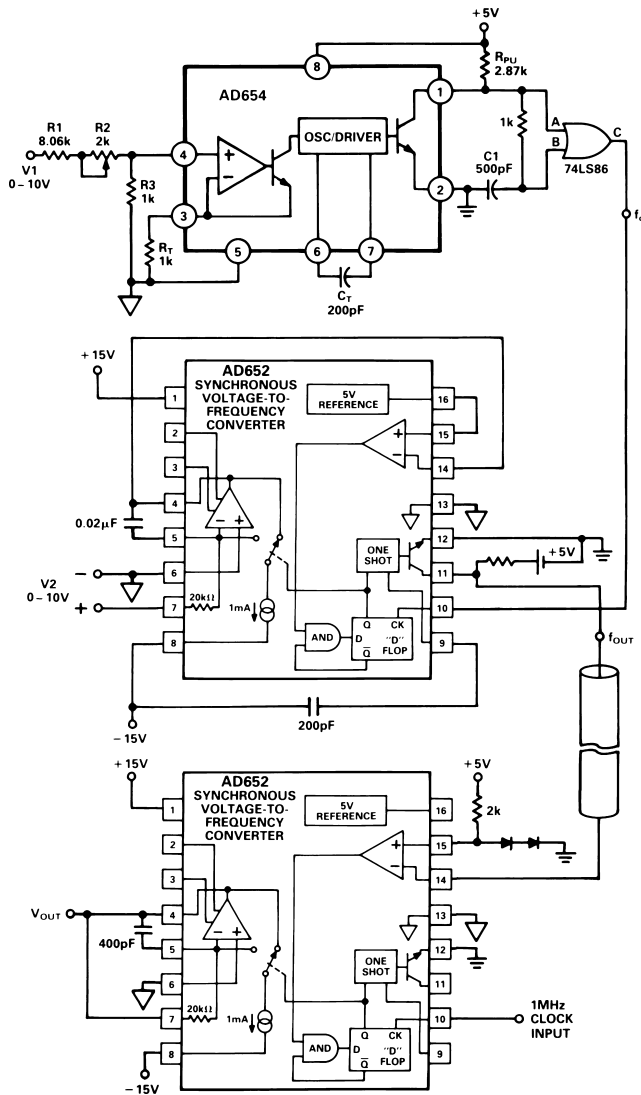 +5V
RPU
2.87k
8
1
AD654
OSC/DRIVER
1k
A
B
C
74LS86
R1
8.06k
R2
2k
V1
0–10V
4
+
–
3
R3
1k
RT
1k
5
6
7
2
C1
500pF
CT
200pF
+15V
AD652
SYNCHRONOUS
VOLTAGE-TO-
FREQUENCY
CONVERTER
5V
REFERENCE
1
2
3
4
5
6
7
8
16
15
14
13
12
11
10
9
+
–
– +
0.02μF
–
V2
0–10V
+
20kΩ
1mA
ONE
SHOT
+5V
AND
Q CK
D "D"
Q̅ FLOP
fOUT
200pF
–15V
+15V
AD652
SYNCHRONOUS
VOLTAGE-TO-
FREQUENCY
CONVERTER
5V
REFERENCE
+5V
2k
1
2
3
4
5
6
7
8
16
15
14
13
12
11
10
9
+
–
– +
VOUT
400pF
20kΩ
1mA
ONE
SHOT
AND
Q CK
D "D"
Q̅ FLOP
1MHz
CLOCK
INPUT
–15V